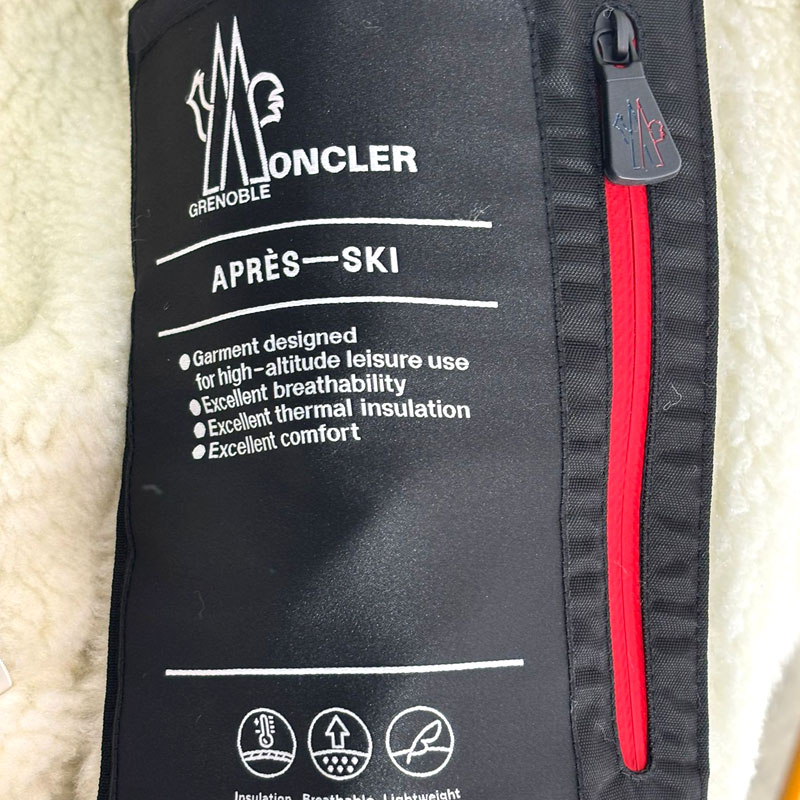 MONCLER
GRENOBLE
APRÈS—SKI
● Garment designed
for high-altitude leisure use
● Excellent breathability
● Excellent thermal insulation
● Excellent comfort
Insulation Breathable Lightweight